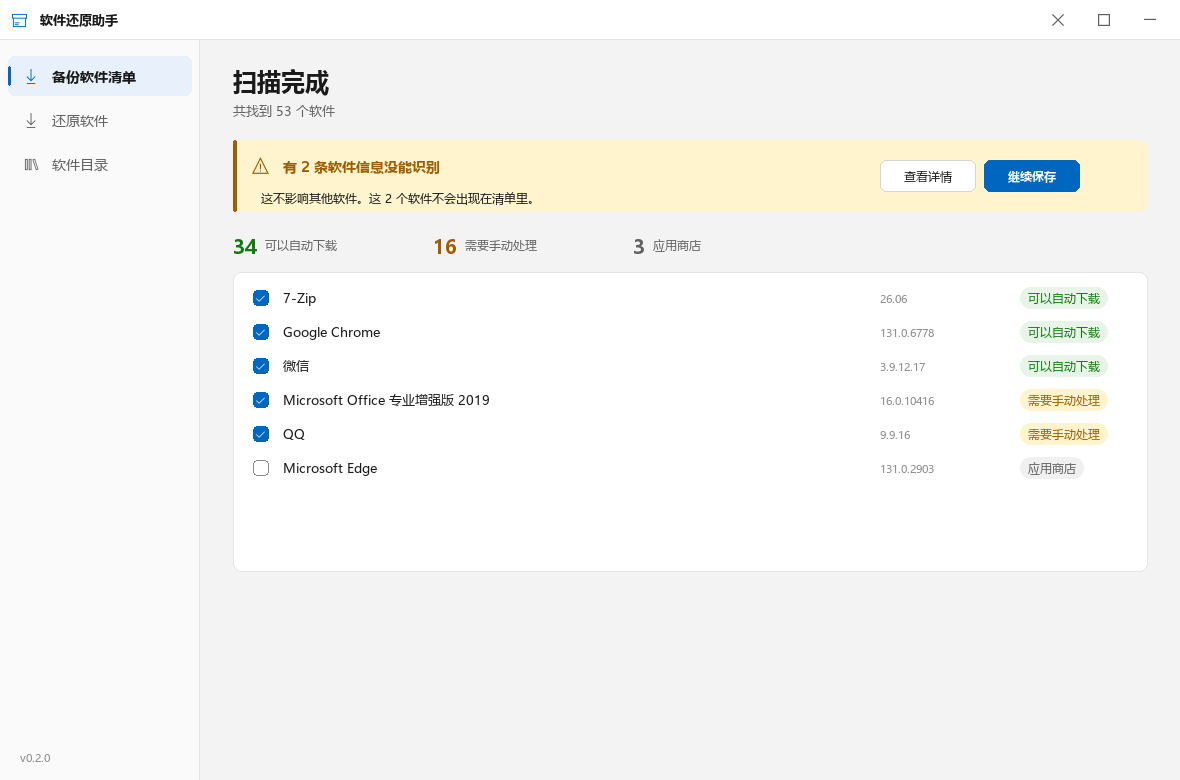 软件还原助手
备份软件清单
还原软件
软件目录
扫描完成
共找到 53 个软件
有 2 条软件信息没能识别
这不影响其他软件。这 2 个软件不会出现在清单里。
查看详情 继续保存
34 可以自动下载 16 需要手动处理 3 应用商店
7-Zip 26.06 可以自动下载
Google Chrome 131.0.6778 可以自动下载
微信 3.9.12.17 可以自动下载
Microsoft Office 专业增强版 2019 16.0.10416 需要手动处理
QQ 9.9.16 需要手动处理
Microsoft Edge 131.0.2903 应用商店
v0.2.0